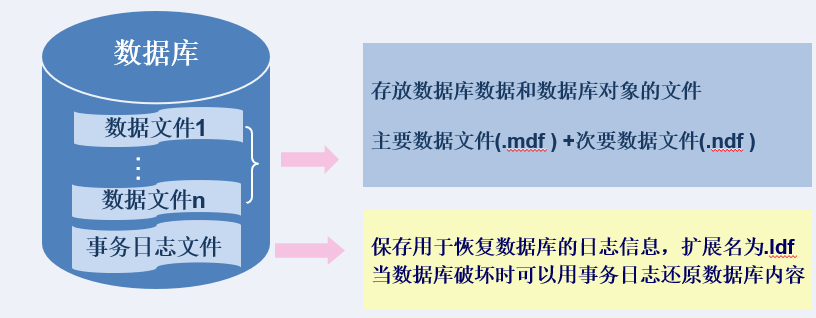 数据库
数据文件1
⋮
数据文件n
事务日志文件
存放数据库数据和数据库对象的文件
主要数据文件(.mdf ) +次要数据文件(.ndf )
保存用于恢复数据库的日志信息，扩展名为.ldf
当数据库破坏时可以用事务日志还原数据库内容